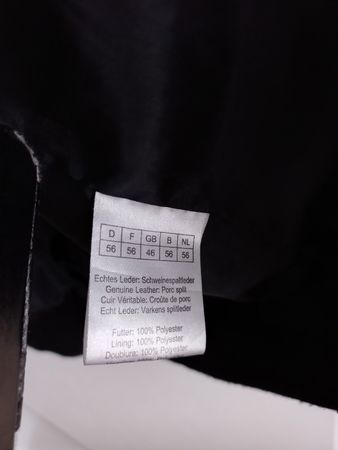 D F GB B NL
56 56 46 56 56
Echtes Leder: Schweinespaltleder
Genuine Leather: Porc split
Cuir Véritable: Croûte de porc
Echt Leder: Varkens splitleder
Futter: 100% Polyester
Lining: 100% Polyester
Doublure: 100% Polyester